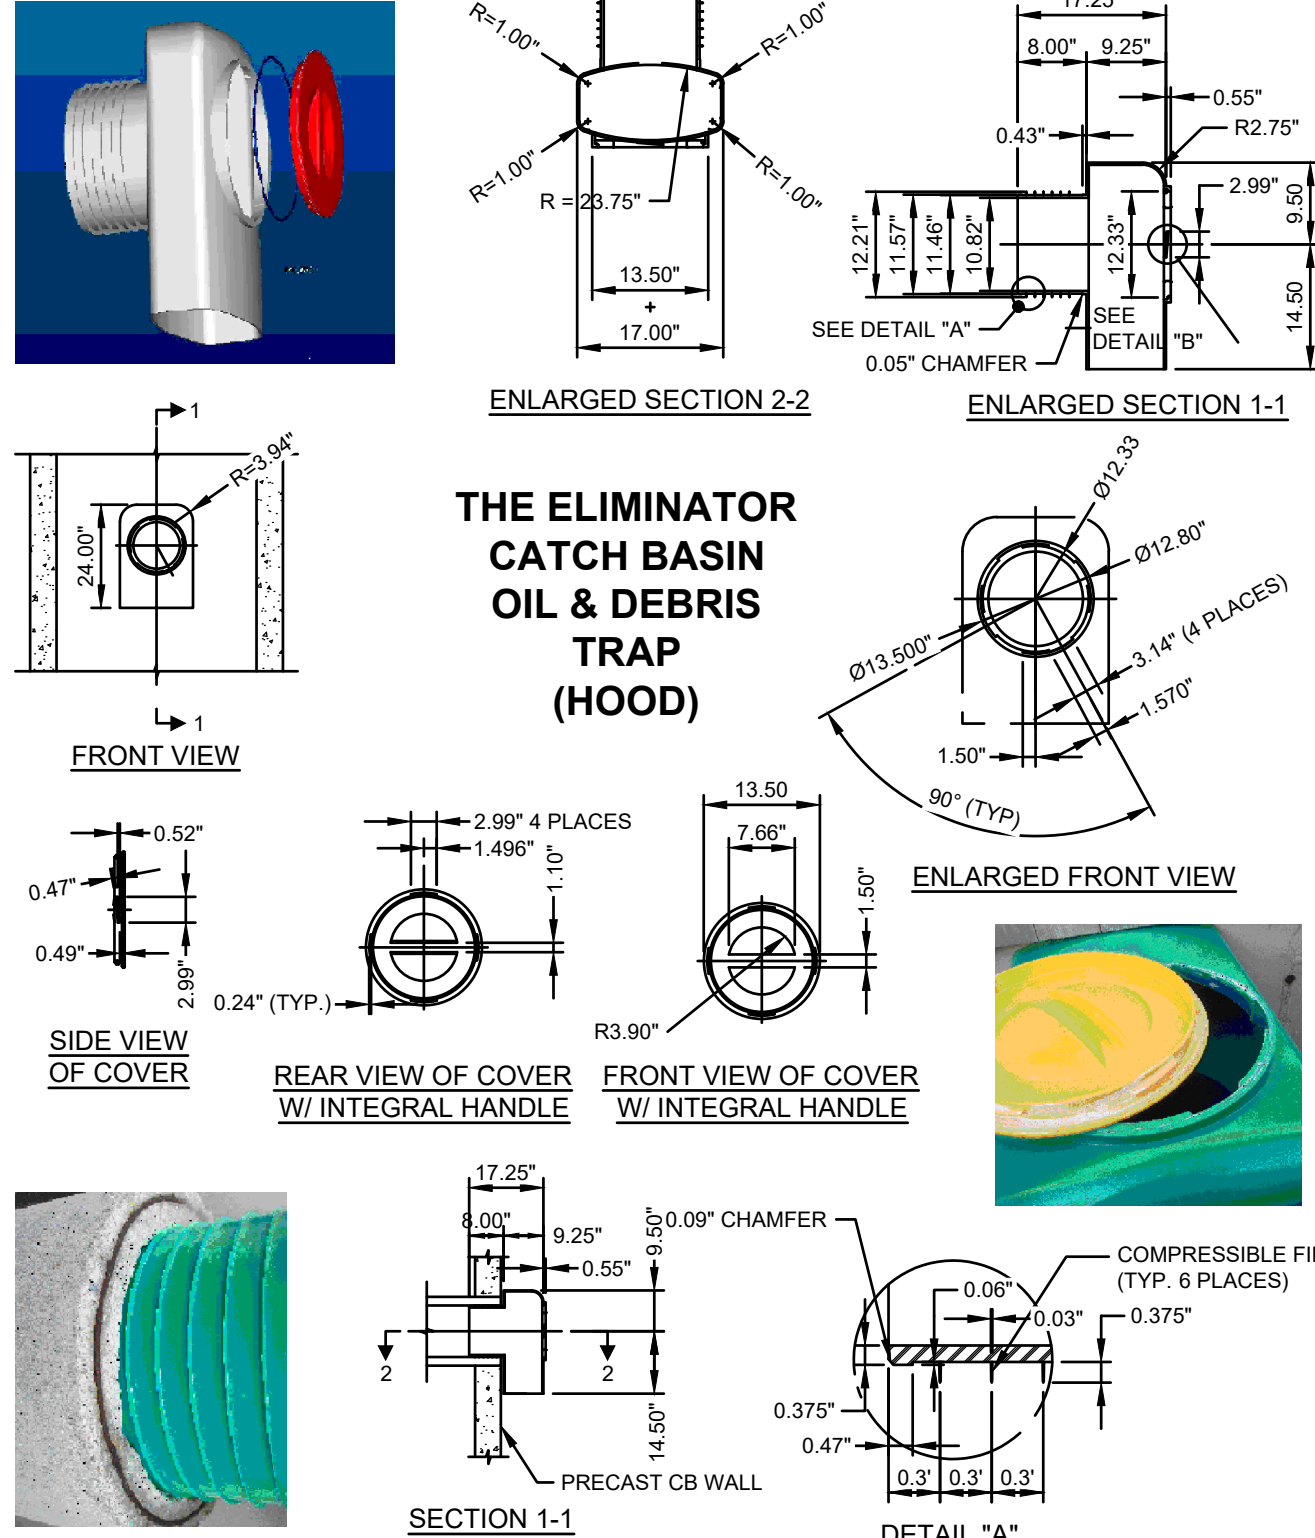 R=1.00"
R=1.00"
R=1.00"
R=1.00"
R = 23.75"
13.50"
+
17.00"
ENLARGED SECTION 2-2
17.25"
8.00"
9.25"
0.55"
0.43"
R2.75"
2.99"
9.50
12.21"
11.57"
11.46"
10.82"
12.33"
14.50
SEE DETAIL "A"
SEE
DETAIL "B"
0.05" CHAMFER
ENLARGED SECTION 1-1
1
R=3.94"
24.00"
1
FRONT VIEW
THE ELIMINATOR
CATCH BASIN
OIL & DEBRIS
TRAP
(HOOD)
Ø12.33
Ø12.80"
Ø13.500"
3.14" (4 PLACES)
1.570"
1.50"
90° (TYP)
ENLARGED FRONT VIEW
0.52"
0.47"
0.49"
2.99"
SIDE VIEW
OF COVER
2.99" 4 PLACES
1.496"
1.10"
0.24" (TYP.)
REAR VIEW OF COVER
W/ INTEGRAL HANDLE
13.50
7.66"
1.50"
R3.90"
FRONT VIEW OF COVER
W/ INTEGRAL HANDLE
17.25"
8.00"
9.25"
0.55"
9.50"
14.50"
2
2
PRECAST CB WALL
SECTION 1-1
0.09" CHAMFER
COMPRESSIBLE
(TYP. 6 PLACES)
0.06"
0.03"
0.375"
0.375"
0.47"
0.3'
0.3'
0.3'
DETAIL "A"